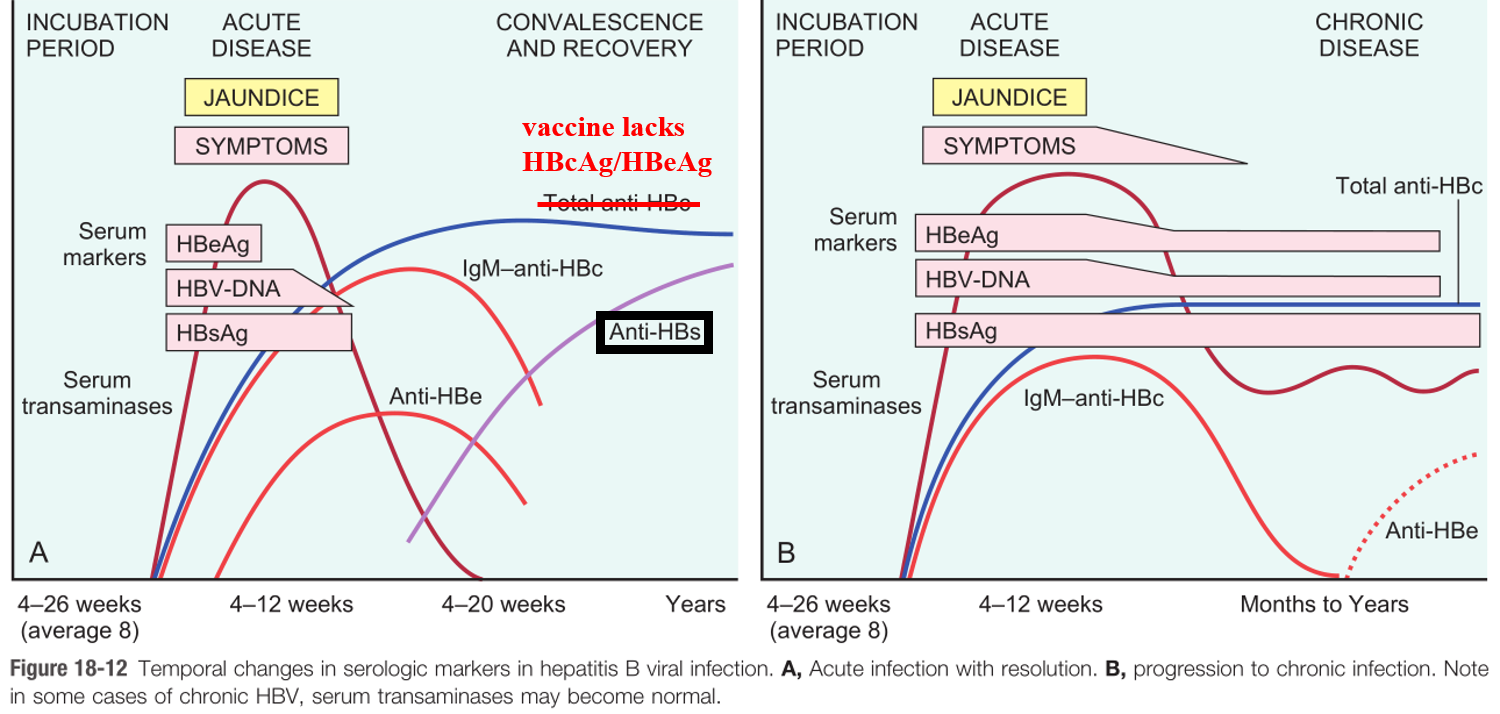 INCUBATION
PERIOD
ACUTE
DISEASE
CONVALESCENCE
AND RECOVERY
JAUNDICE
SYMPTOMS
vaccine lacks
HBcAg/HBeAg
Total anti-HBc
Serum
markers
HBeAg
HBV-DNA
HBsAg
IgM–anti-HBc
Anti-HBs
Serum
transaminases
Anti-HBe
A
4–26 weeks
(average 8)
4–12 weeks
4–20 weeks
Years
INCUBATION
PERIOD
ACUTE
DISEASE
CHRONIC
DISEASE
JAUNDICE
SYMPTOMS
Total anti-HBc
Serum
markers
HBeAg
HBV-DNA
HBsAg
Serum
transaminases
IgM–anti-HBc
Anti-HBe
B
4–26 weeks
(average 8)
4–12 weeks
Months to Years
Figure 18-12 Temporal changes in serologic markers in hepatitis B viral infection. A, Acute infection with resolution. B, progression to chronic infection. Note
in some cases of chronic HBV, serum transaminases may become normal.